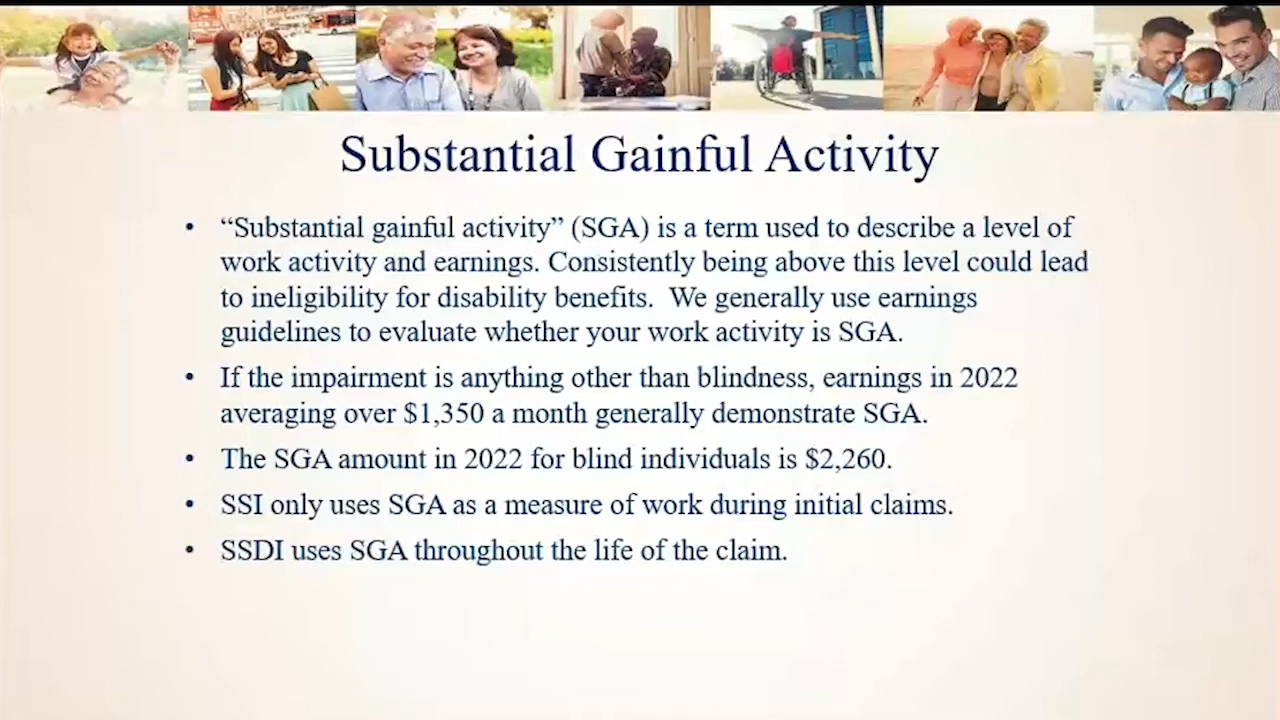 Substantial Gainful Activity
• “Substantial gainful activity” (SGA) is a term used to describe a level of
work activity and earnings. Consistently being above this level could lead
to ineligibility for disability benefits.  We generally use earnings
guidelines to evaluate whether your work activity is SGA.
• If the impairment is anything other than blindness, earnings in 2022
averaging over $1,350 a month generally demonstrate SGA.
• The SGA amount in 2022 for blind individuals is $2,260.
• SSI only uses SGA as a measure of work during initial claims.
• SSDI uses SGA throughout the life of the claim.